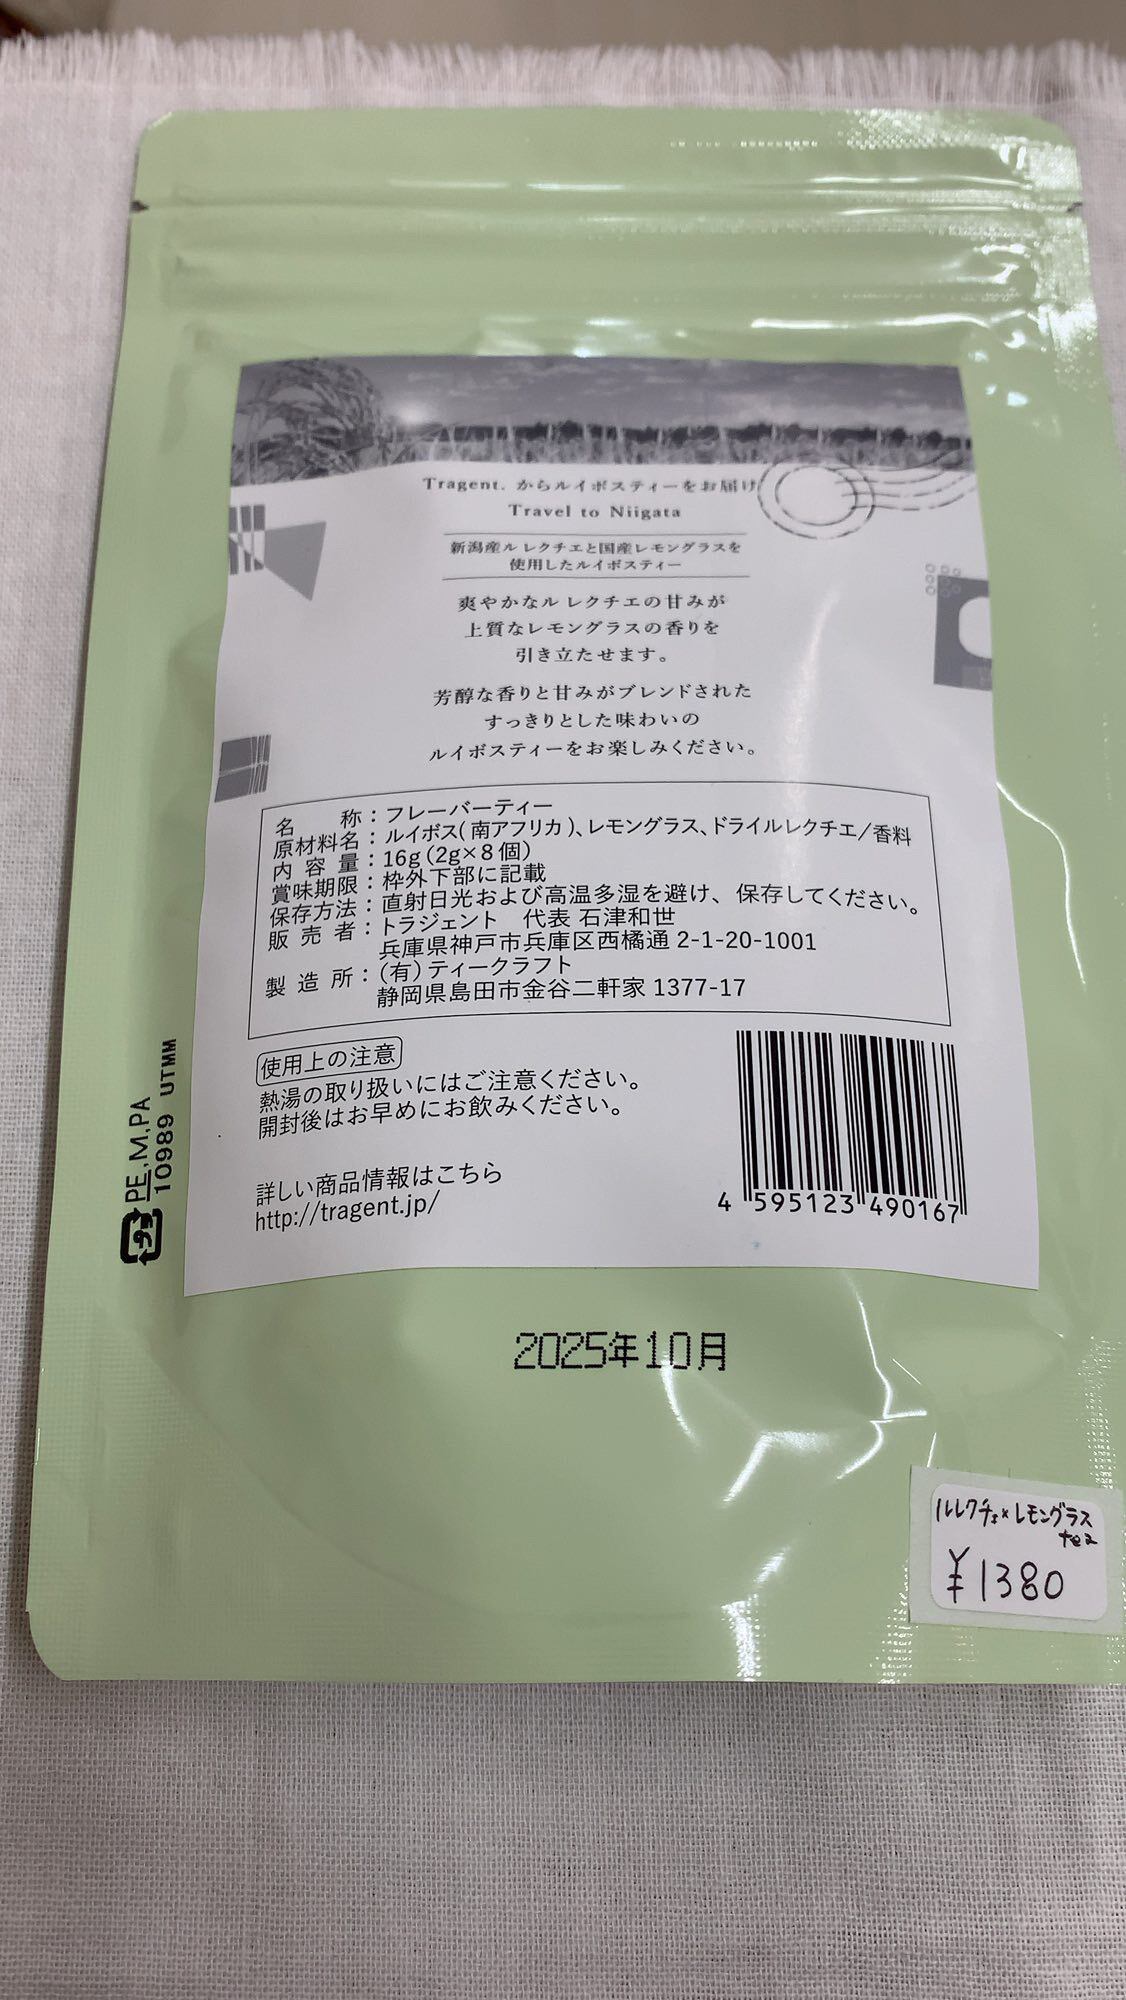 Tragent. からルイボスティーをお届け
Travel to Niigata
新潟産ル レクチエと国産レモングラスを
使用したルイボスティー
爽やかなル レクチエの甘みが
上質なレモングラスの香りを
引き立たせます。
芳醇な香りと甘みがブレンドされた
すっきりとした味わいの
ルイボスティーをお楽しみください。
名称：フレーバーティー
原材料名：ルイボス(南アフリカ)、レモングラス、ドライルレクチエ/香料
内容量：16g(2g×8個)
賞味期限：枠外下部に記載
保存方法：直射日光および高温多湿を避け、保存してください。
販売者：トラジェント　代表 石津和世
兵庫県神戸市兵庫区西橘通 2-1-20-1001
製造所：(有)ティークラフト
静岡県島田市金谷二軒家 1377-17
使用上の注意
熱湯の取り扱いにはご注意ください。
開封後はお早めにお飲みください。
詳しい商品情報はこちら
http://tragent.jp/
4 595123 490167
プラ PE,M,PA
10989 UTMM
2025年10月
ルレクチェ×レモングラス
tea
¥1380